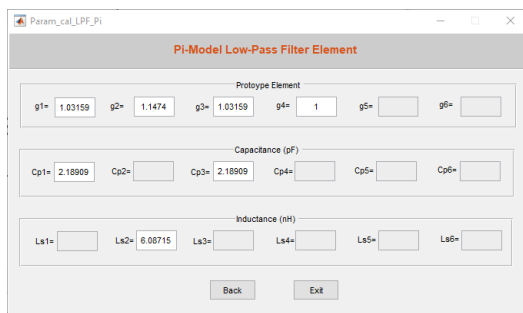 Param_cal_LPF_Pi
Pi-Model Low-Pass Filter Element
Protoype Element
g1= 1.03159 g2= 1.1474 g3= 1.03159 g4= 1 g5= g6=
Capacitance (pF)
Cp1= 2.18909 Cp2= Cp3= 2.18909 Cp4= Cp5= Cp6=
Inductance (nH)
Ls1= Ls2= 6.08715 Ls3= Ls4= Ls5= Ls6=
Back Exit